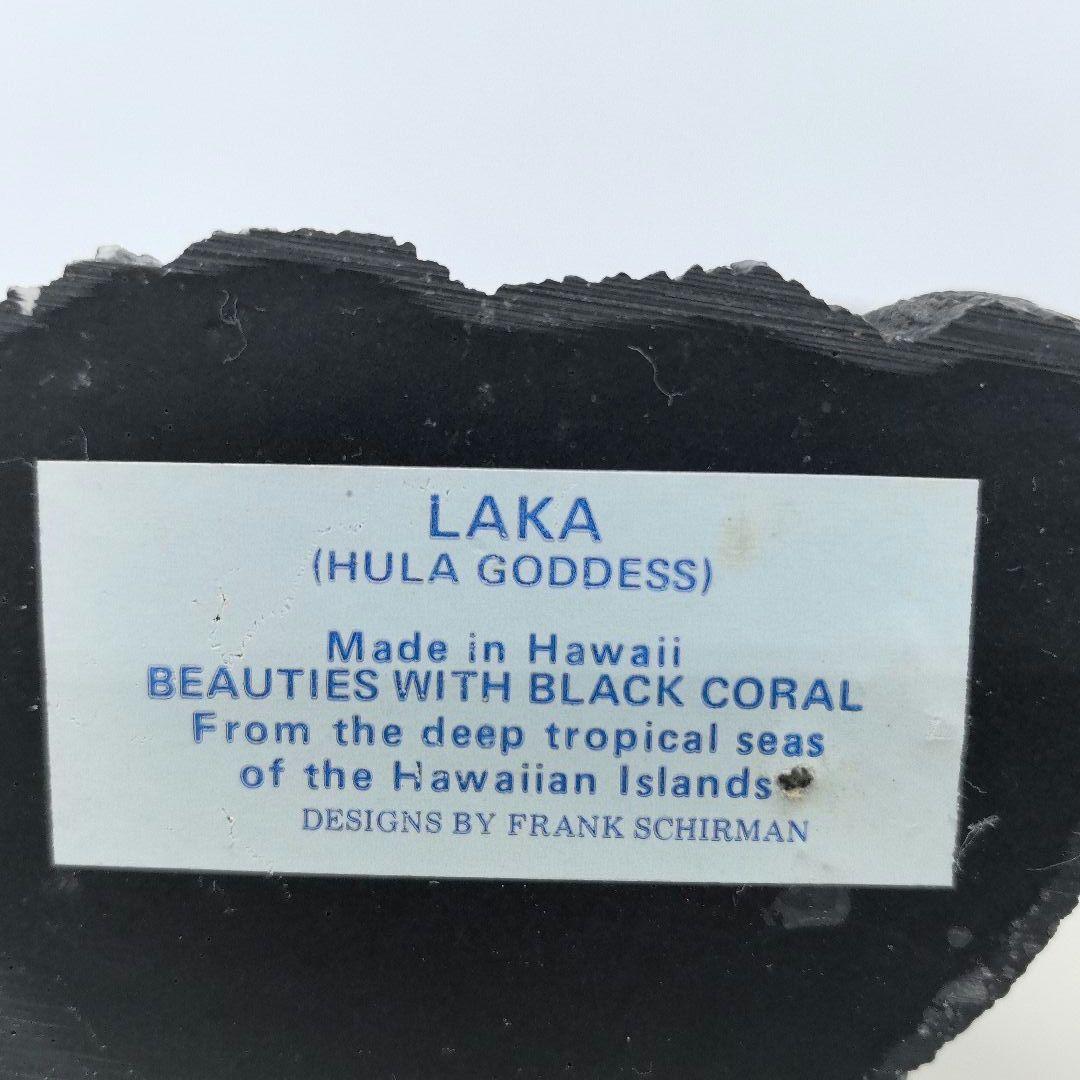 LAKA
(HULA GODDESS)
Made in Hawaii
BEAUTIES WITH BLACK CORAL
From the deep tropical seas
of the Hawaiian Islands
DESIGNS BY FRANK SCHIRMAN